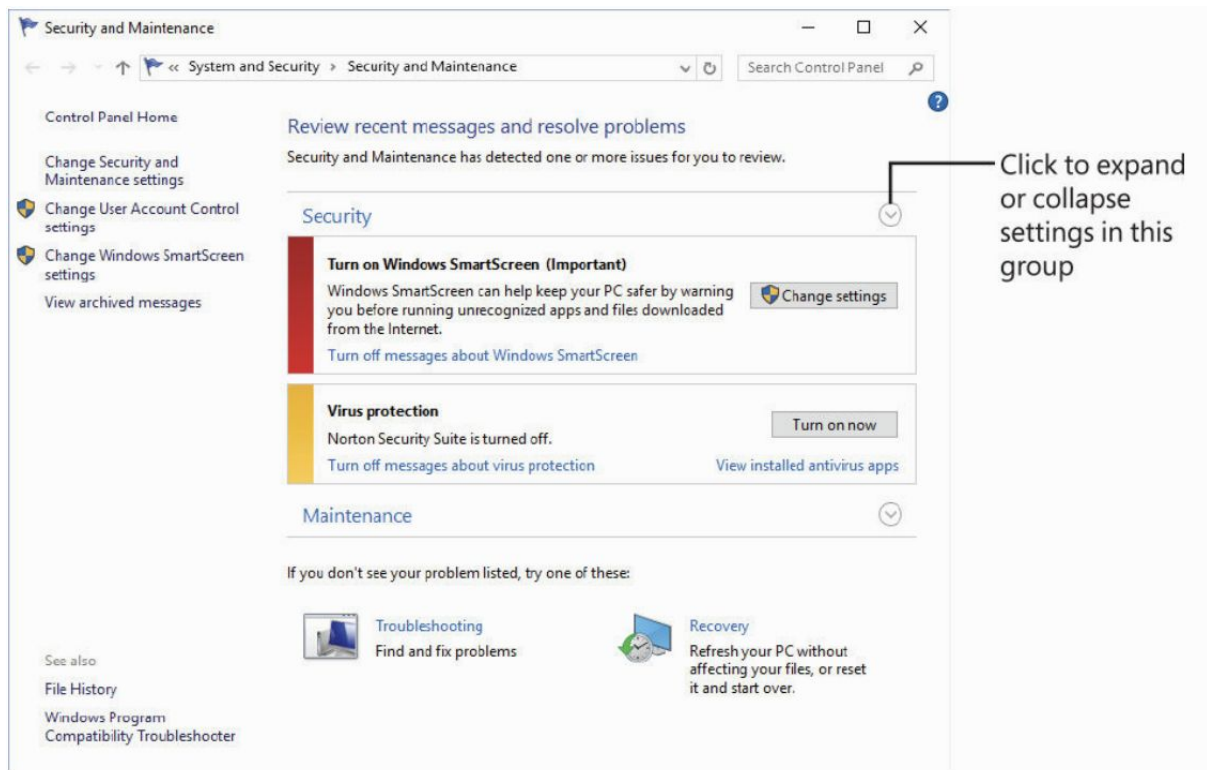 Security and Maintenance
« System and Security › Security and Maintenance
Search Control Panel
?
Control Panel Home
Change Security and
Maintenance settings
Change User Account Control
settings
Change Windows SmartScreen
settings
View archived messages
See also
File History
Windows Program
Compatibility Troubleshooter
Review recent messages and resolve problems
Security and Maintenance has detected one or more issues for you to review.
Security
Turn on Windows SmartScreen (Important)
Windows SmartScreen can help keep your PC safer by warning
you before running unrecognized apps and files downloaded
from the Internet.
Change settings
Turn off messages about Windows SmartScreen
Virus protection
Norton Security Suite is turned off.
Turn on now
Turn off messages about virus protection
View installed antivirus apps
Maintenance
If you don't see your problem listed, try one of these:
Troubleshooting
Find and fix problems
Recovery
Refresh your PC without
affecting your files, or reset
it and start over.
Click to expand
or collapse
settings in this
group